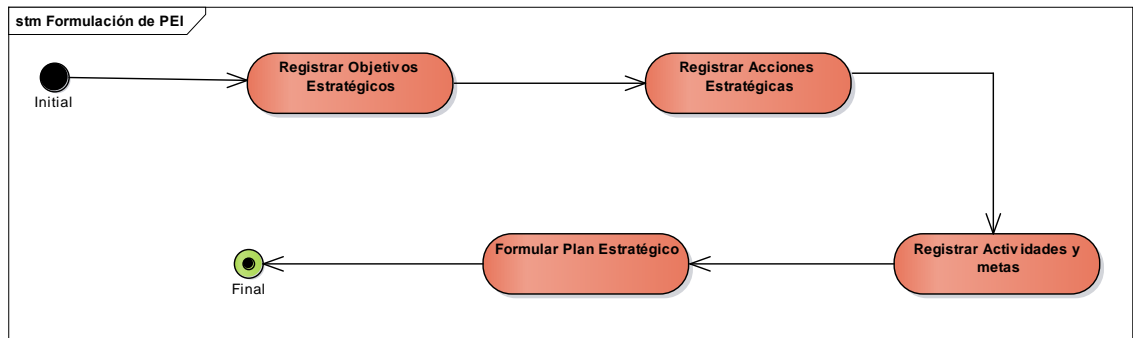 stm Formulación de PEI
Initial
Registrar Objetivos
Estratégicos
Registrar Acciones
Estratégicas
Registrar Actividades y
metas
Formular Plan Estratégico
Final